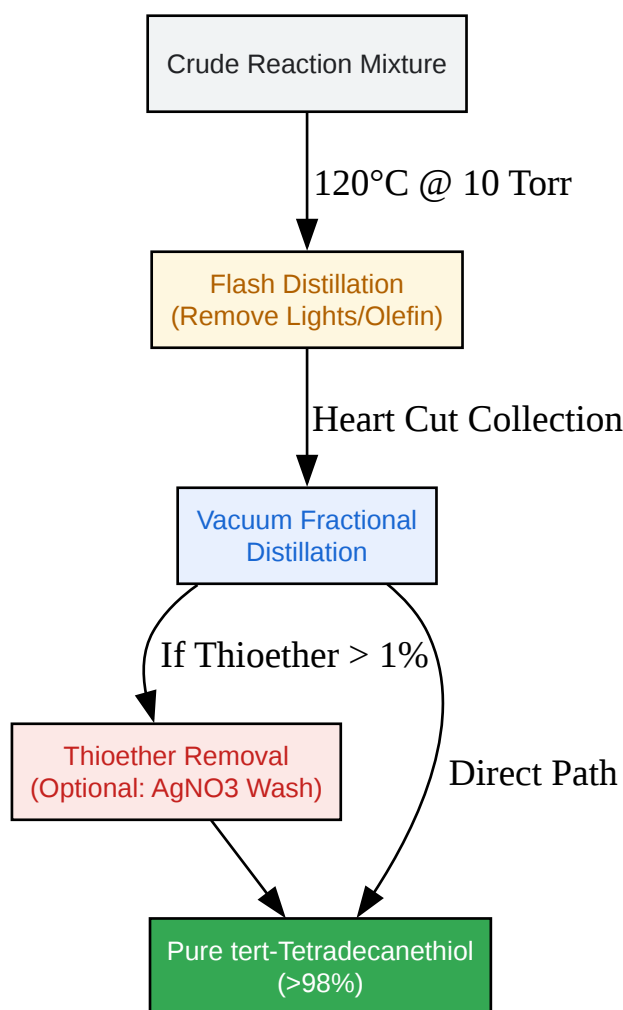 Crude Reaction Mixture
120°C @ 10 Torr
Flash Distillation
(Remove Lights/Olefin)
Heart Cut Collection
Vacuum Fractional
Distillation
If Thioether > 1%
Thioether Removal
(Optional: AgNO3 Wash)
Direct Path
Pure tert-Tetradecanethiol
(>98%)